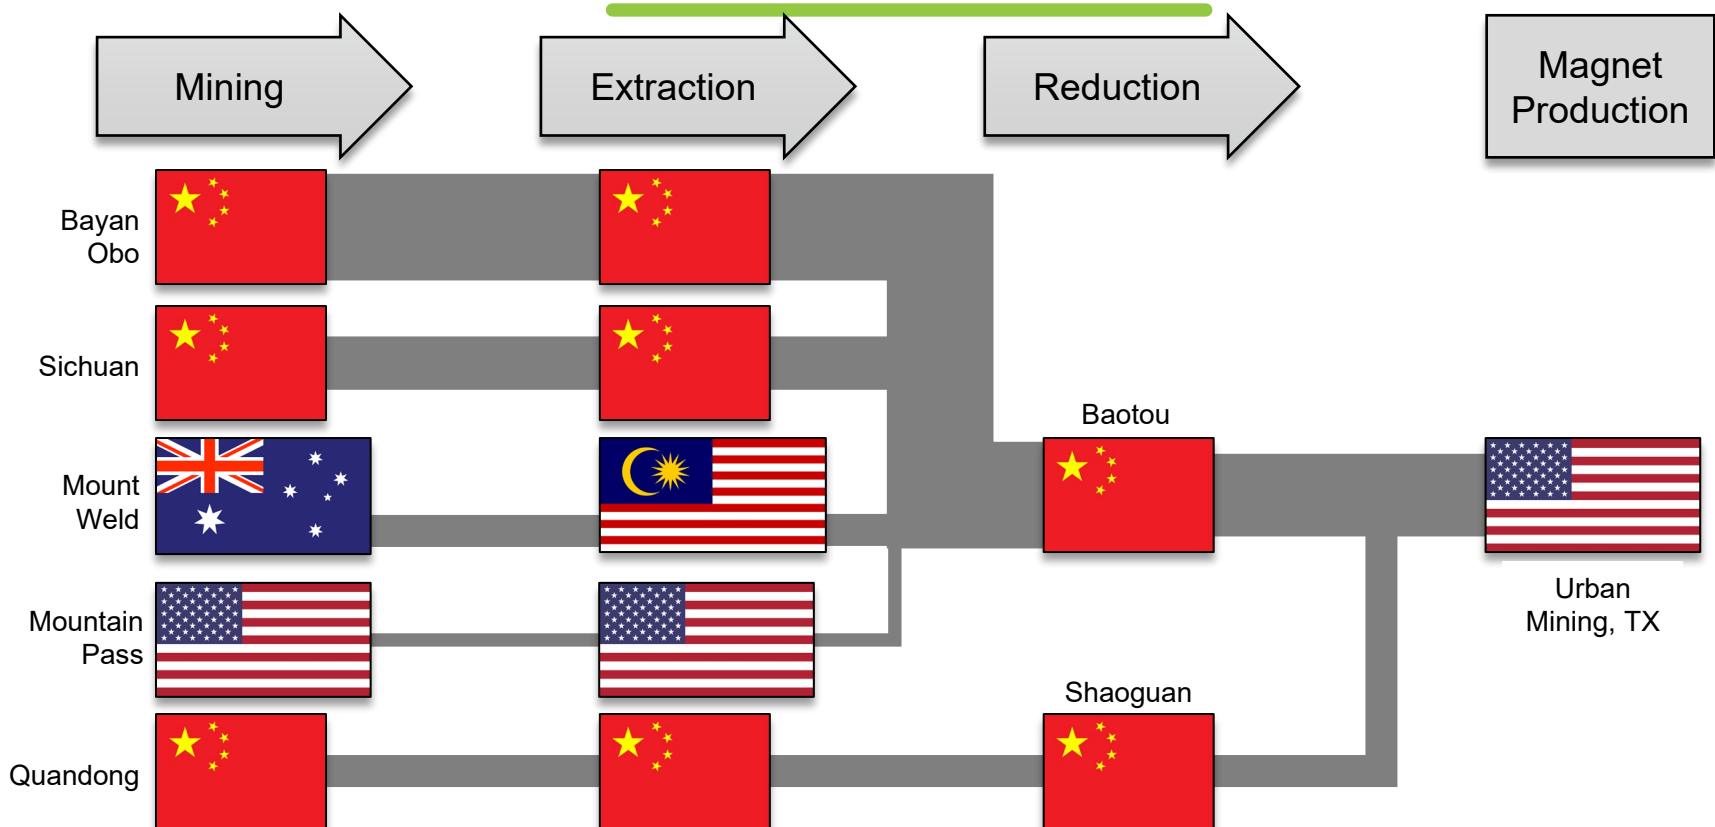 Mining
Extraction
Reduction
Magnet
Production
Bayan
Obo
Sichuan
Baotou
Mount
Weld
Urban
Mining, TX
Mountain
Pass
Shaoguan
Quandong